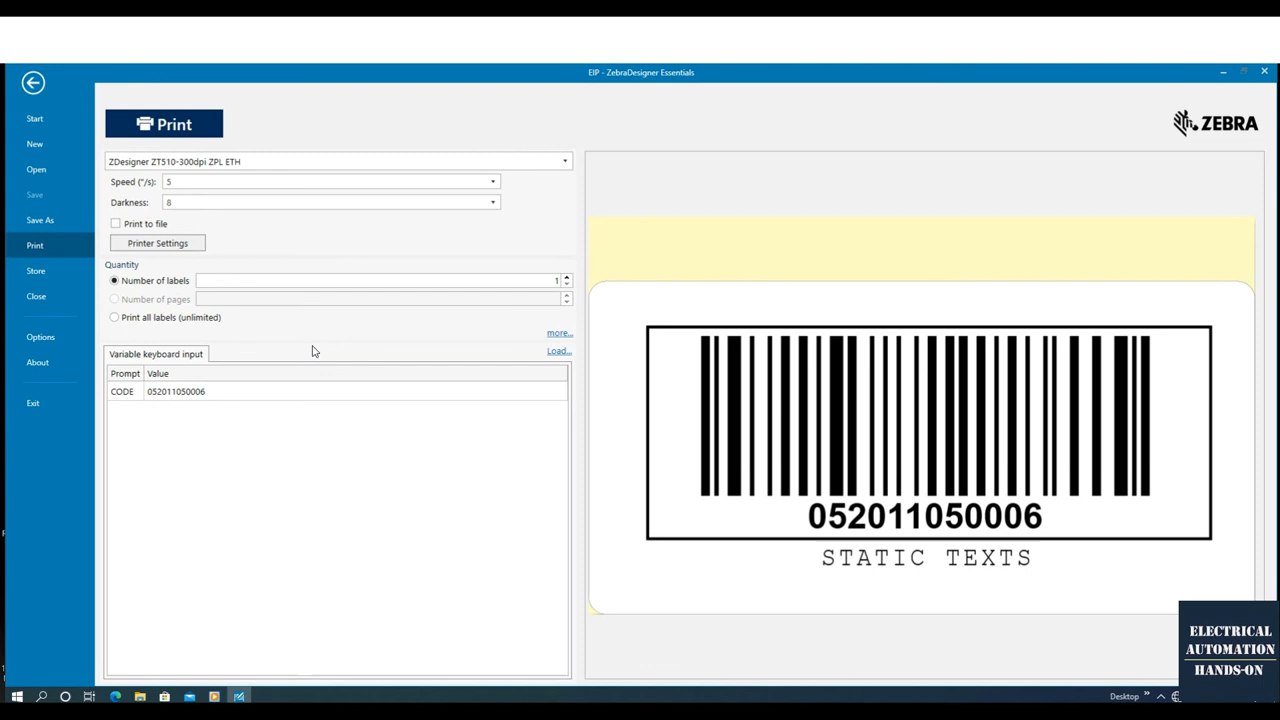 EIP - ZebraDesigner Essentials
Start
New
Open
Save
Save As
Print
Store
Close
Options
About
Exit
Print
ZEBRA
ZDesigner ZT510-300dpi ZPL ETH
Speed ("/s): 5
Darkness: 8
Print to file
Printer Settings
Quantity
Number of labels 1
Number of pages
Print all labels (unlimited)
more...
Variable keyboard input
Load...
Prompt Value
CODE 052011050006
052011050006
STATIC TEXTS
ELECTRICAL
AUTOMATION
HANDS-ON
Desktop